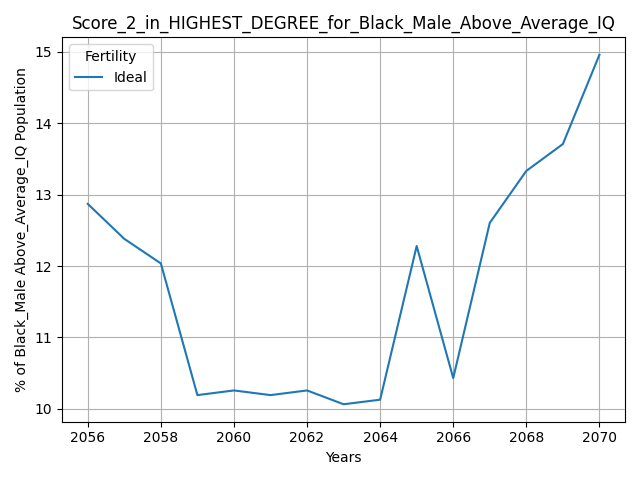 Score_2_in_HIGHEST_DEGREE_for_Black_Male_Above_Average_IQ
Fertility
Ideal
% of Black_Male Above_Average_IQ Population
15
14
13
12
11
10
2056 2058 2060 2062 2064 2066 2068 2070
Years